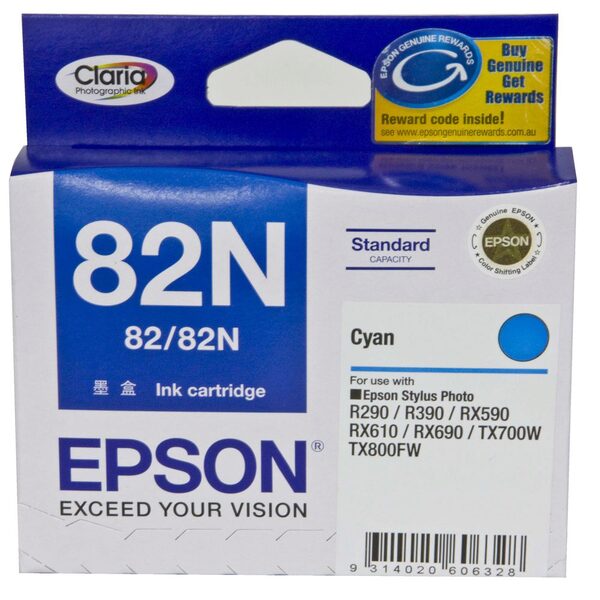 Claria
Photographic Ink
EPSON GENUINE REWARDS
Buy
Genuine
Get
Rewards
Reward code inside!
see www.epsongenuinerewards.com.au
82N
82/82N
墨盒 Ink cartridge
Standard
CAPACITY
Genuine EPSON
EPSON
Color Shifting Label
Cyan
For use with
■Epson Stylus Photo
R290 / R390 / RX590
RX610 / RX690 / TX700W
TX800FW
EPSON®
EXCEED YOUR VISION
9 314020 606328